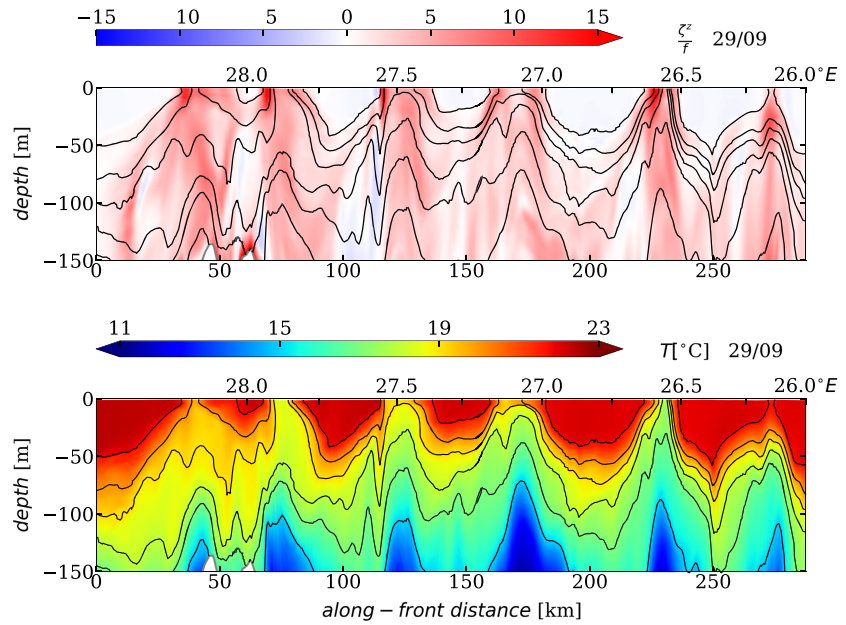 −15 −10 −5 0 5 10 15
ζᶻ/f 29/09
28.0 27.5 27.0 26.5 26.0°E
0
−50
−100
−150
depth [m]
0 50 100 150 200 250
11 15 19 23
T[°C] 29/09
28.0 27.5 27.0 26.5 26.0°E
0
−50
−100
−150
depth [m]
0 50 100 150 200 250
along − front distance [km]